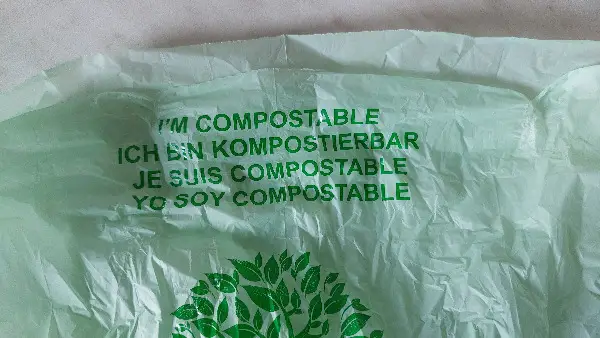 I'M COMPOSTABLE
ICH BIN KOMPOSTIERBAR
JE SUIS COMPOSTABLE
YO SOY COMPOSTABLE